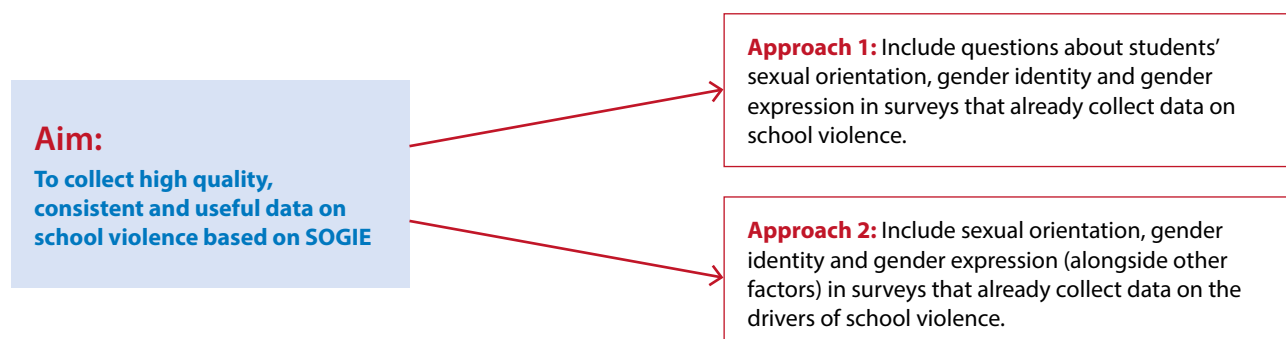 Aim:
To collect high quality,
consistent and useful data on
school violence based on SOGIE
Approach 1: Include questions about students’
sexual orientation, gender identity and gender
expression in surveys that already collect data on
school violence.
Approach 2: Include sexual orientation, gender
identity and gender expression (alongside other
factors) in surveys that already collect data on the
drivers of school violence.